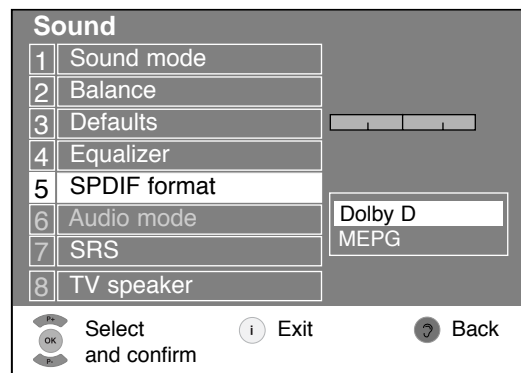 Sound
1 Sound mode
2 Balance
3 Defaults
4 Equalizer
5 SPDIF format
6 Audio mode
7 SRS
8 TV speaker
Dolby D
MEPG
P+
OK
P-
Select
and confirm
i Exit
Back